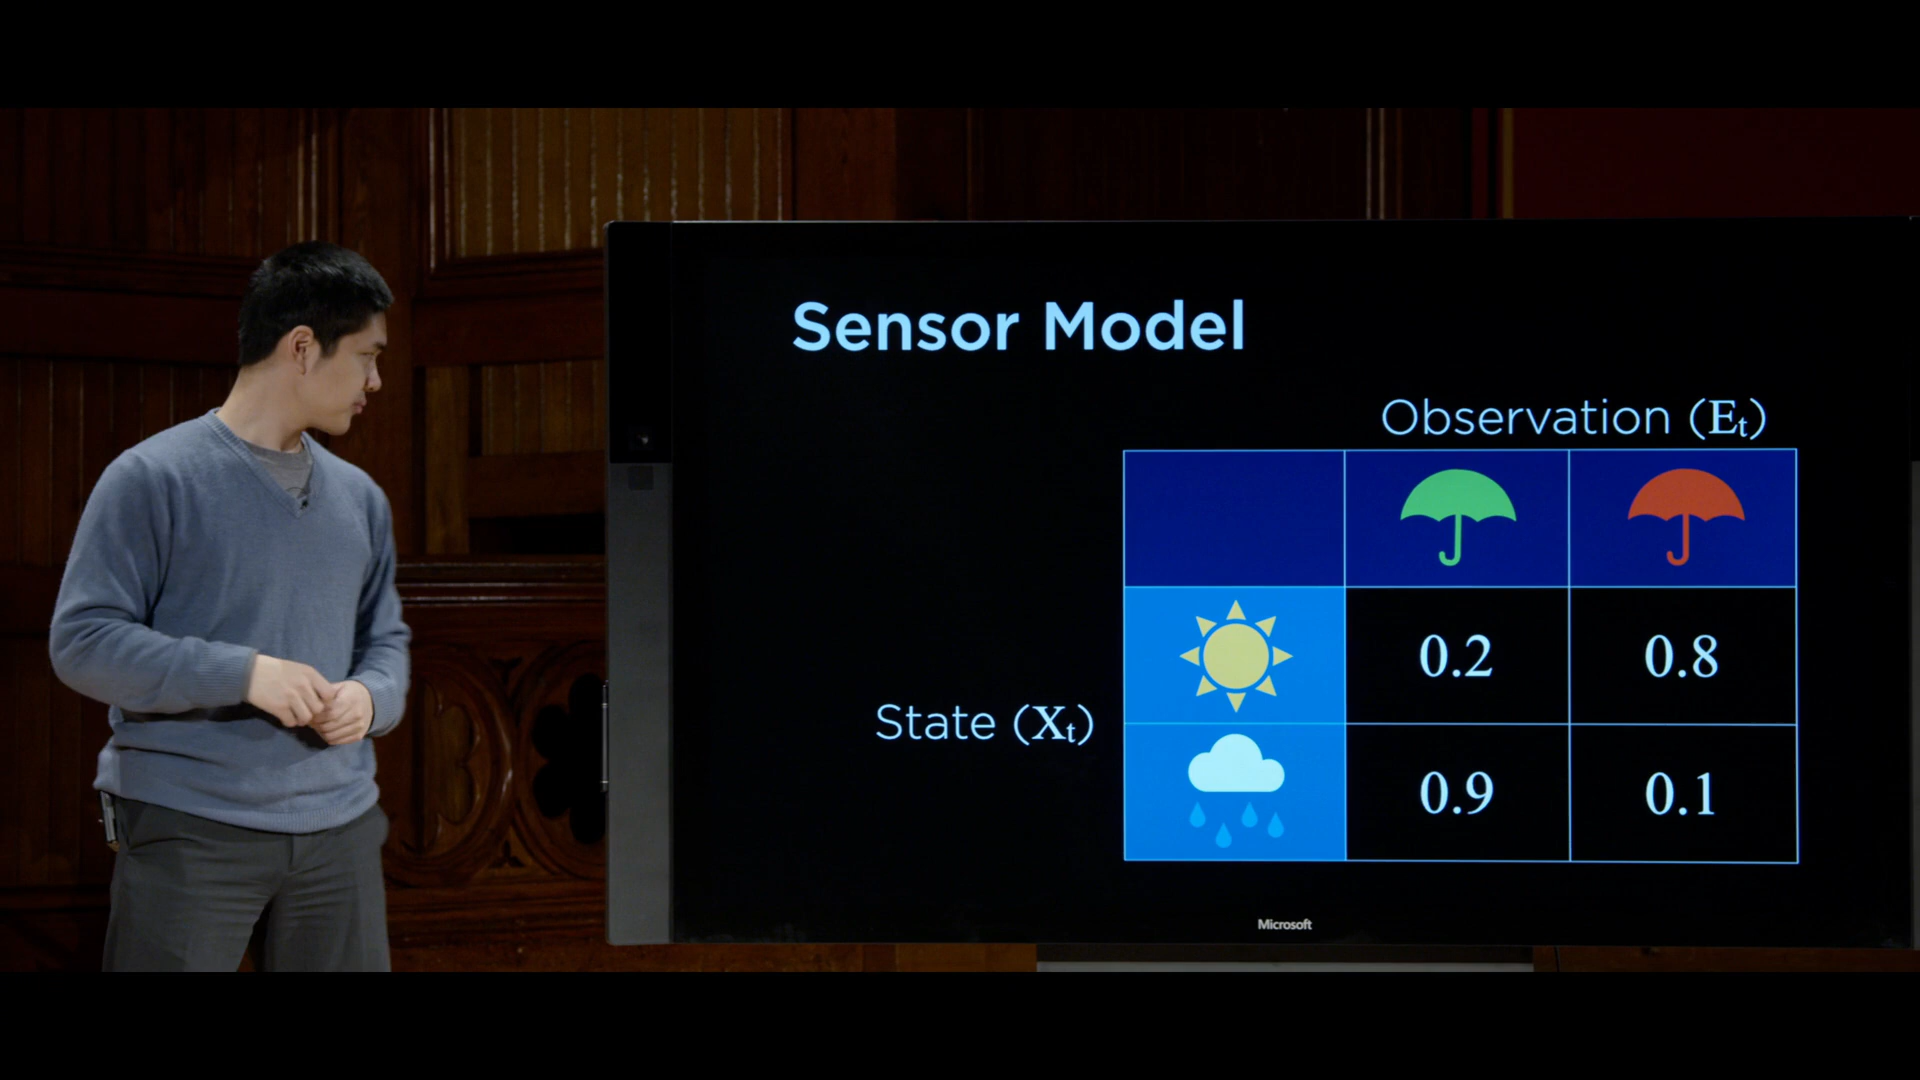 Sensor Model
Observation (Et)
0.2 0.8
State (Xt)
0.9 0.1
Microsoft